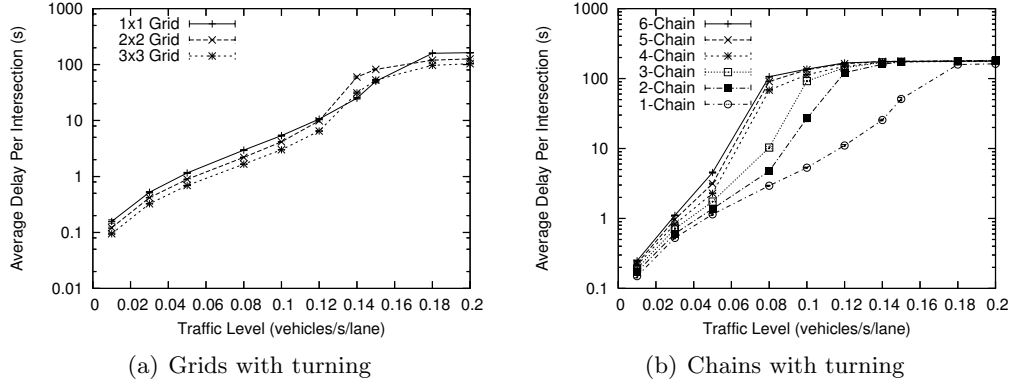 1x1 Grid
2x2 Grid
3x3 Grid
Average Delay Per Intersection (s)
1000
100
10
1
0.1
0.01
0 0.02 0.04 0.06 0.08 0.1 0.12 0.14 0.16 0.18 0.2
Traffic Level (vehicles/s/lane)
(a) Grids with turning
6-Chain
5-Chain
4-Chain
3-Chain
2-Chain
1-Chain
Average Delay Per Intersection (s)
1000
100
10
1
0.1
0 0.02 0.04 0.06 0.08 0.1 0.12 0.14 0.16 0.18 0.2
Traffic Level (vehicles/s/lane)
(b) Chains with turning